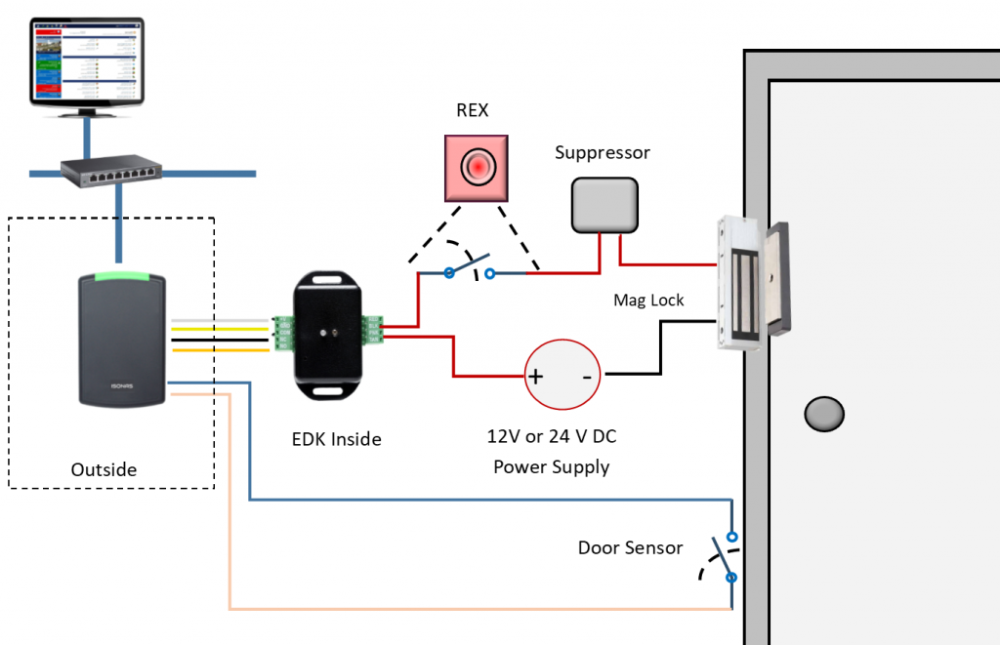 REX
Suppressor
Mag Lock
ISONAS
EDK Inside
12V or 24 V DC
Power Supply
+ -
Outside
Door Sensor